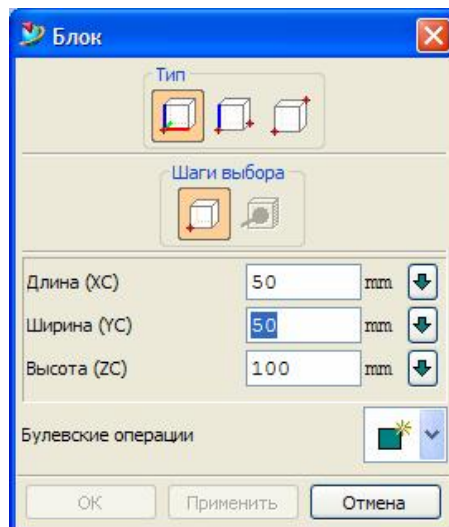 Блок
Тип
Шаги выбора
Длина (XC) 50 mm
Ширина (YC) 50 mm
Высота (ZC) 100 mm
Булевские операции
OK Применить Отмена